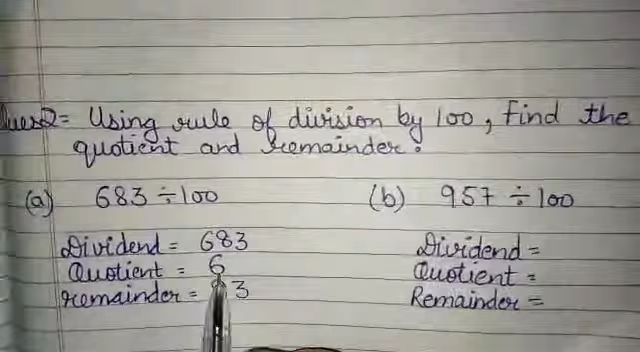 Ques2= Using rule of division by 100, Find the
quotient and remainder.
(a) 683 ÷ 100 (b) 957 ÷ 100
Dividend = 683 Dividend =
Quotient = 6 Quotient =
remainder = 3 Remainder =